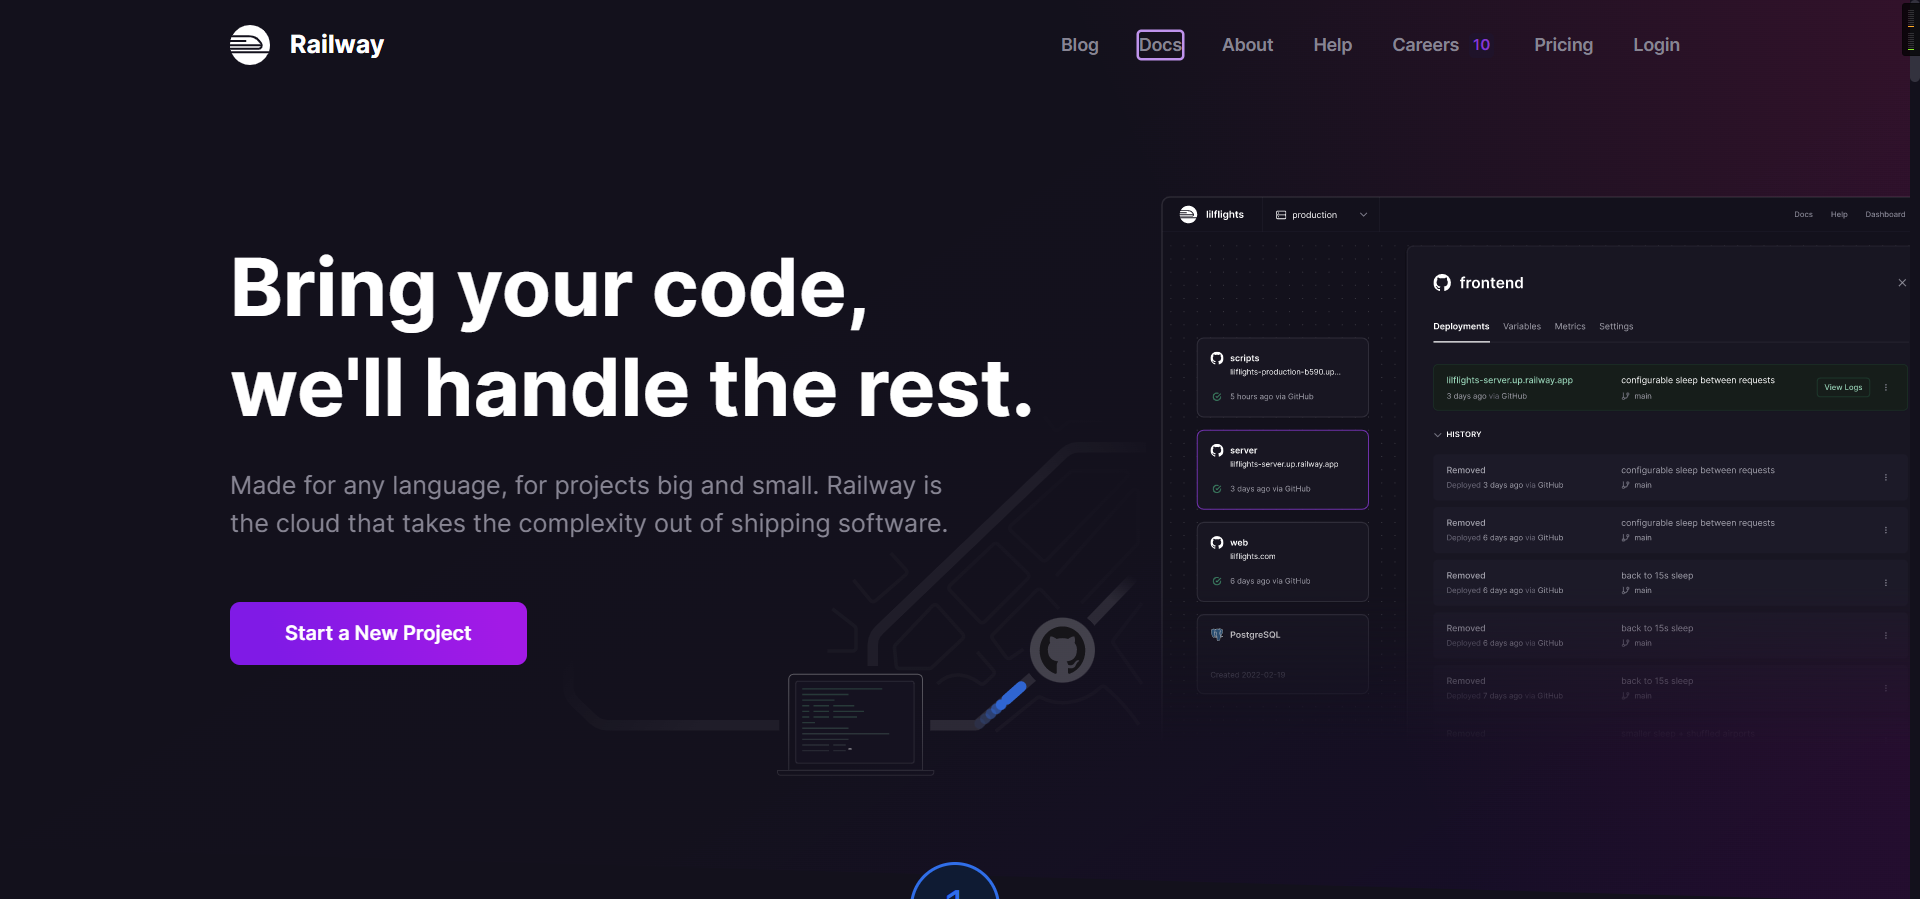 Railway
Blog
Docs
About
Help
Careers 10
Pricing
Login
Bring your code,
we'll handle the rest.
Made for any language, for projects big and small. Railway is
the cloud that takes the complexity out of shipping software.
Start a New Project
lilflights
production
Docs
Help
Dashboard
scripts
lilflights-production-b590.up...
5 hours ago via GitHub
server
lilflights-server.up.railway.app
3 days ago via GitHub
web
lilflights.com
6 days ago via GitHub
PostgreSQL
Created 2022-02-19
frontend
Deployments
Variables
Metrics
Settings
lilflights-server.up.railway.app
3 days ago via GitHub
configurable sleep between requests
main
View Logs
HISTORY
Removed
Deployed 3 days ago via GitHub
configurable sleep between requests
main
Removed
Deployed 6 days ago via GitHub
configurable sleep between requests
main
Removed
Deployed 6 days ago via GitHub
back to 15s sleep
main
Removed
Deployed 6 days ago via GitHub
back to 15s sleep
main
Removed
Deployed 7 days ago via GitHub
back to 15s sleep
main
Removed
1